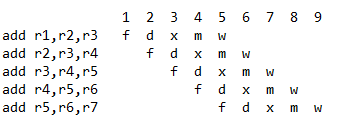 1 2 3 4 5 6 7 8 9
add r1,r2,r3 f d x m w
add r2,r3,r4 f d x m w
add r3,r4,r5 f d x m w
add r4,r5,r6 f d x m w
add r5,r6,r7 f d x m w